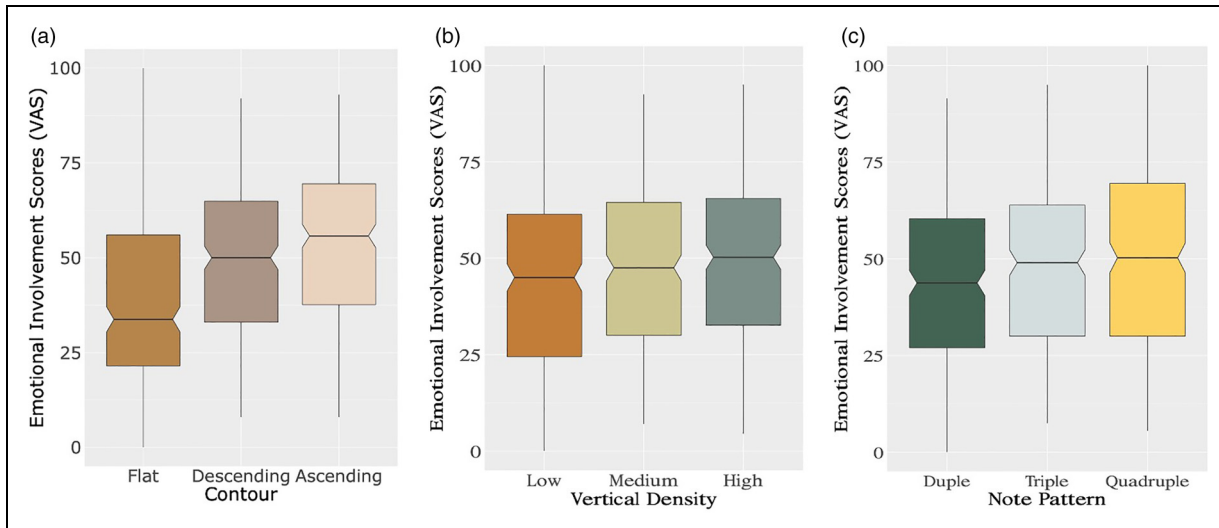 (a)
Emotional Involvement Scores (VAS)
100
75
50
25
0
Flat
Descending
Ascending
Contour
(b)
Emotional Involvement Scores (VAS)
100
75
50
25
0
Low
Medium
High
Vertical Density
(c)
Emotional Involvement Scores (VAS)
100
75
50
25
0
Duple
Triple
Quadruple
Note Pattern